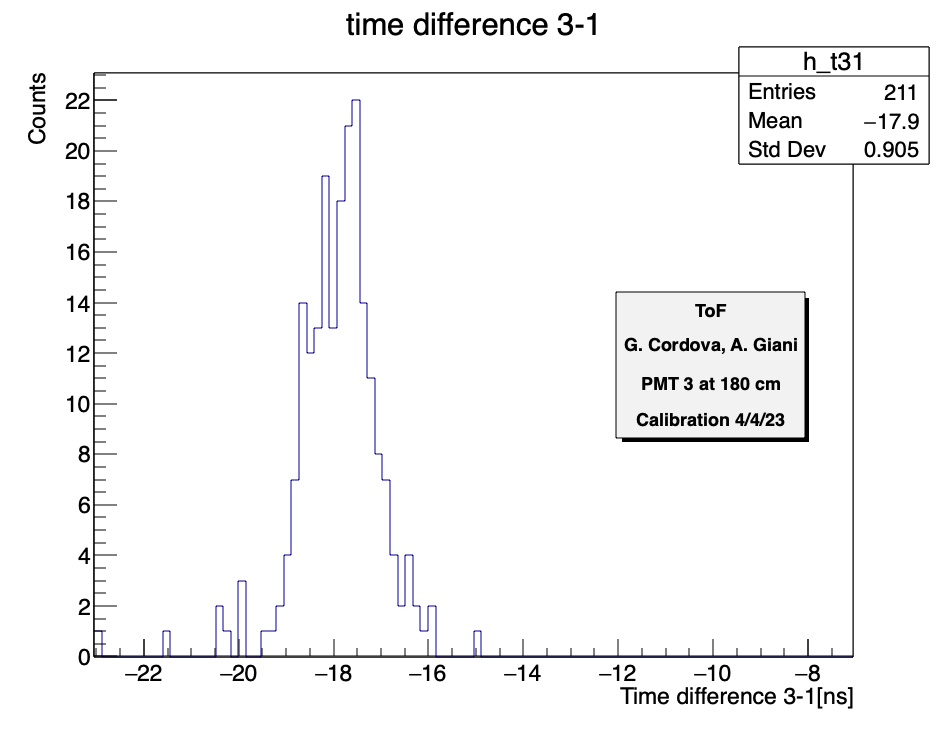 time difference 3-1
h_t31
Entries 211
Mean −17.9
Std Dev 0.905
Counts
22
20
18
16
14
12
10
8
6
4
2
0
ToF
G. Cordova, A. Giani
PMT 3 at 180 cm
Calibration 4/4/23
−22 −20 −18 −16 −14 −12 −10 −8
Time difference 3-1[ns]